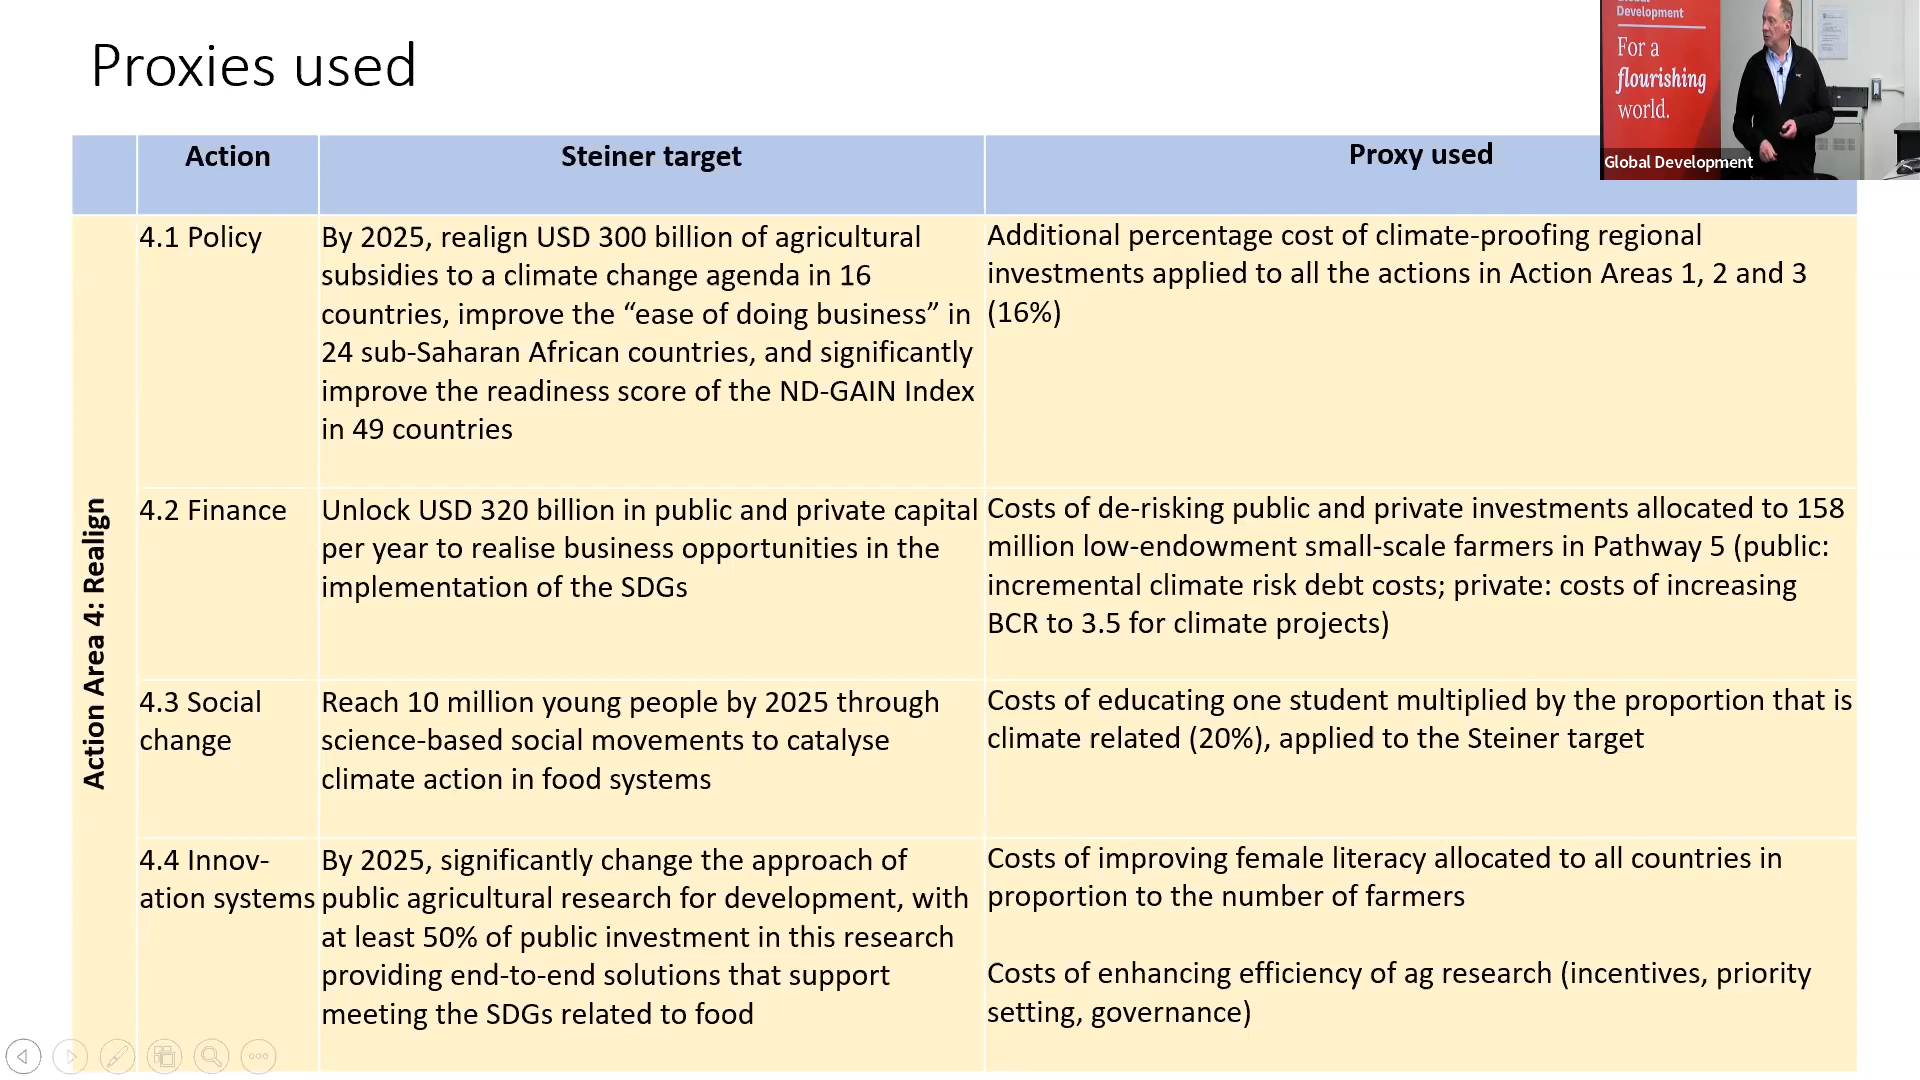 Proxies used
Global
Development
For a
flourishing
world.
Global Development
Action
Steiner target
Proxy used
Action Area 4: Realign
4.1 Policy
By 2025, realign USD 300 billion of agricultural
subsidies to a climate change agenda in 16
countries, improve the “ease of doing business” in
24 sub-Saharan African countries, and significantly
improve the readiness score of the ND-GAIN Index
in 49 countries
Additional percentage cost of climate-proofing regional
investments applied to all the actions in Action Areas 1, 2 and 3
(16%)
4.2 Finance
Unlock USD 320 billion in public and private capital
per year to realise business opportunities in the
implementation of the SDGs
Costs of de-risking public and private investments allocated to 158
million low-endowment small-scale farmers in Pathway 5 (public:
incremental climate risk debt costs; private: costs of increasing
BCR to 3.5 for climate projects)
4.3 Social
change
Reach 10 million young people by 2025 through
science-based social movements to catalyse
climate action in food systems
Costs of educating one student multiplied by the proportion that is
climate related (20%), applied to the Steiner target
4.4 Innov-
ation systems
By 2025, significantly change the approach of
public agricultural research for development, with
at least 50% of public investment in this research
providing end-to-end solutions that support
meeting the SDGs related to food
Costs of improving female literacy allocated to all countries in
proportion to the number of farmers
Costs of enhancing efficiency of ag research (incentives, priority
setting, governance)